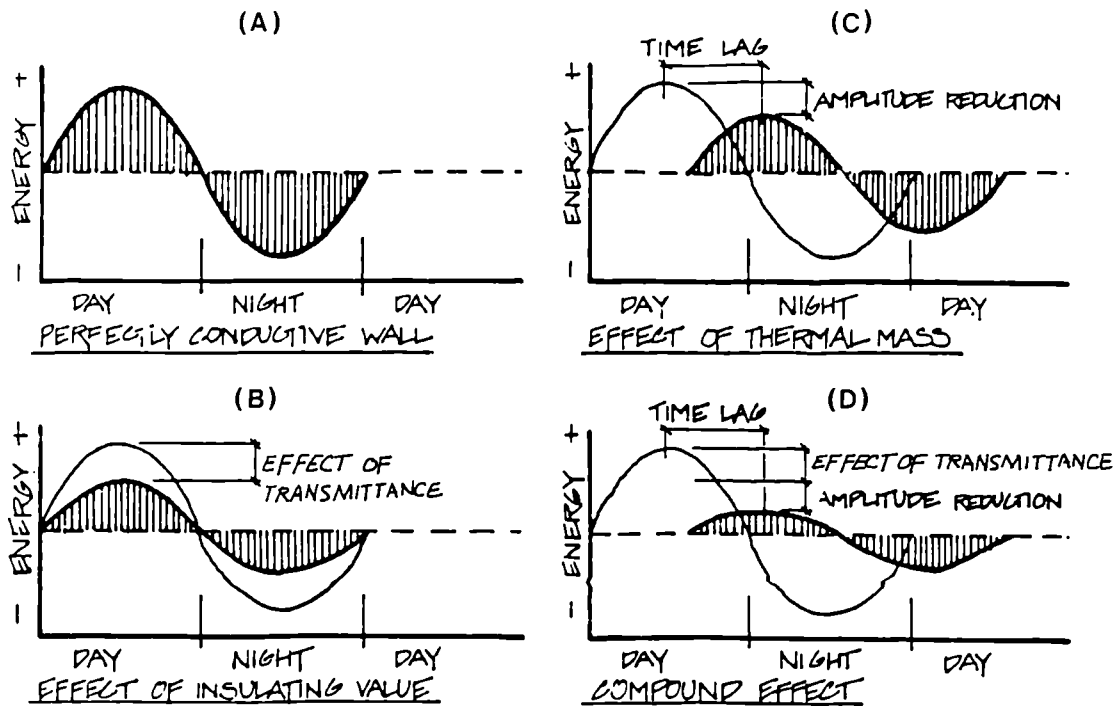 (A)
+
ENERGY
−
DAY NIGHT DAY
PERFECTLY CONDUCTIVE WALL
(B)
+
ENERGY
−
EFFECT OF
TRANSMITTANCE
DAY NIGHT DAY
EFFECT OF INSULATING VALUE
(C)
TIME LAG
+
AMPLITUDE REDUCTION
ENERGY
−
DAY NIGHT DAY
EFFECT OF THERMAL MASS
(D)
TIME LAG
+
EFFECT OF TRANSMITTANCE
AMPLITUDE REDUCTION
ENERGY
−
DAY NIGHT DAY
COMPOUND EFFECT